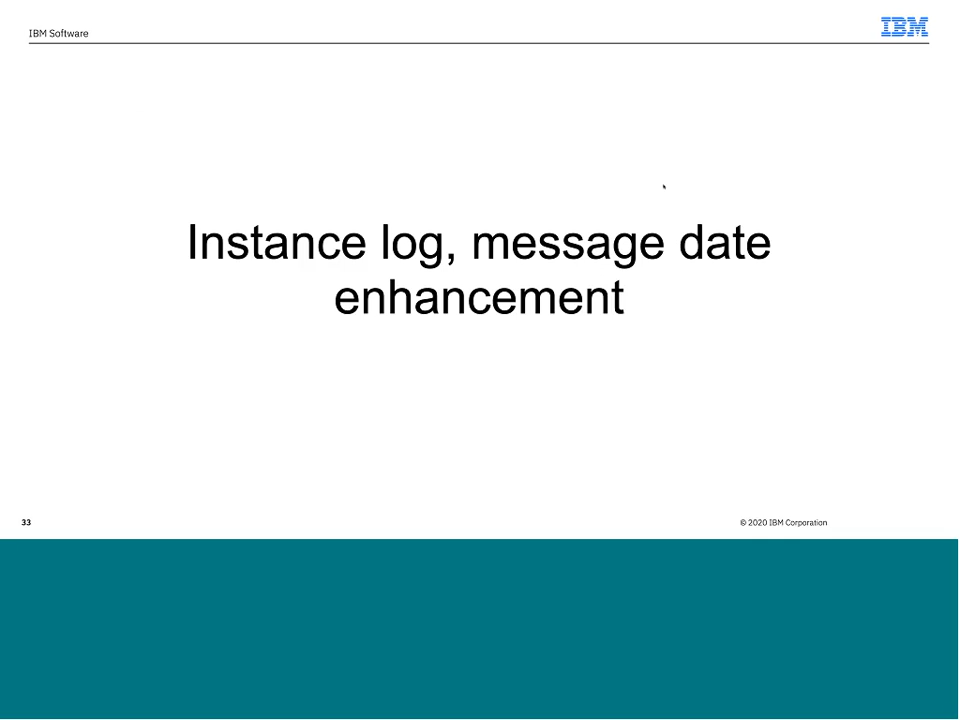 IBM Software
IBM
Instance log, message date
enhancement
33
© 2020 IBM Corporation